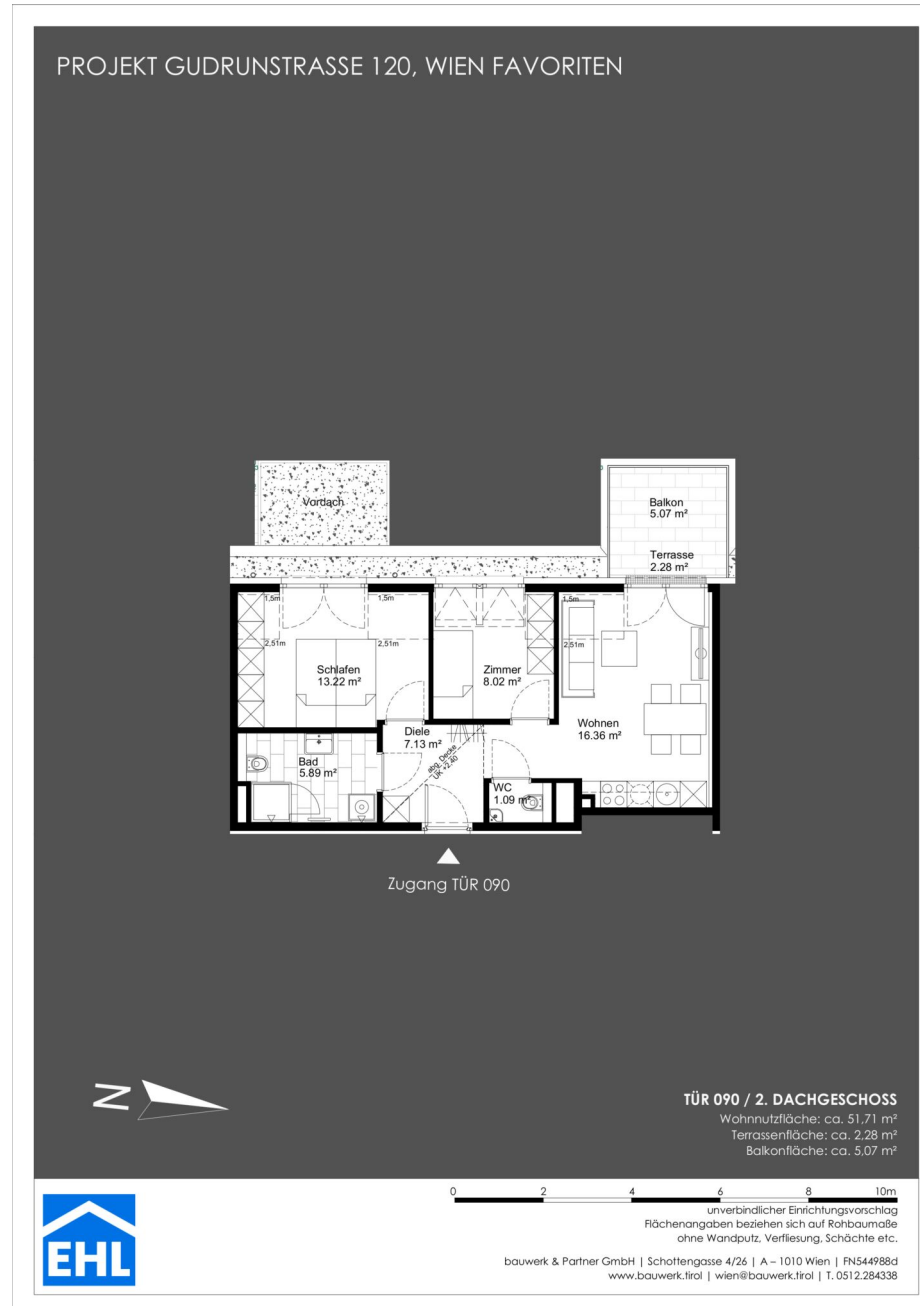 PROJEKT GUDRUNSTRASSE 120, WIEN FAVORITEN
Vordach
Balkon
5.07 m²
Terrasse
2.28 m²
1,5m
1,5m
1,5m
2,51m
2,51m
2,51m
Schlafen
13.22 m²
Zimmer
8.02 m²
Wohnen
16.36 m²
Diele
7.13 m²
abg. Decke
UK +2.40
Bad
5.89 m²
WC
1.09 m²
Zugang TÜR 090
N
TÜR 090 / 2. DACHGESCHOSS
Wohnnutzfläche: ca. 51,71 m²
Terrassenfläche: ca. 2,28 m²
Balkonfläche: ca. 5,07 m²
0 2 4 6 8 10m
unverbindlicher Einrichtungsvorschlag
Flächenangaben beziehen sich auf Rohbaumaße
ohne Wandputz, Verfliesung, Schächte etc.
EHL
bauwerk & Partner GmbH | Schottengasse 4/26 | A – 1010 Wien | FN544988d
www.bauwerk.tirol | wien@bauwerk.tirol | T. 0512.284338